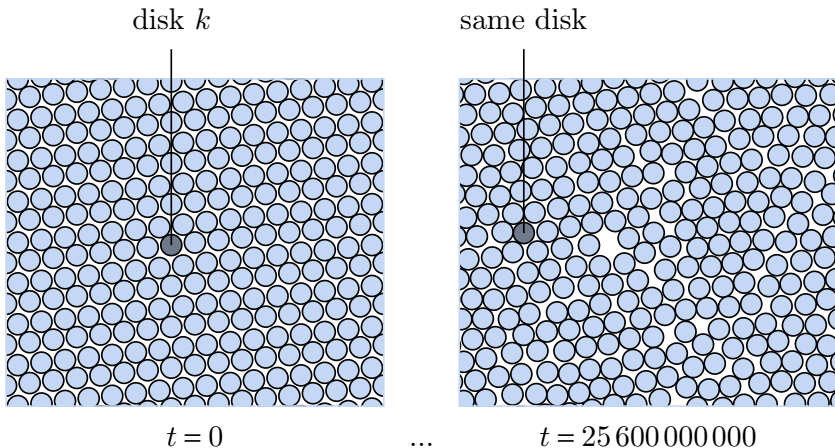 disk k same disk
t = 0 ... t = 25 600 000 000